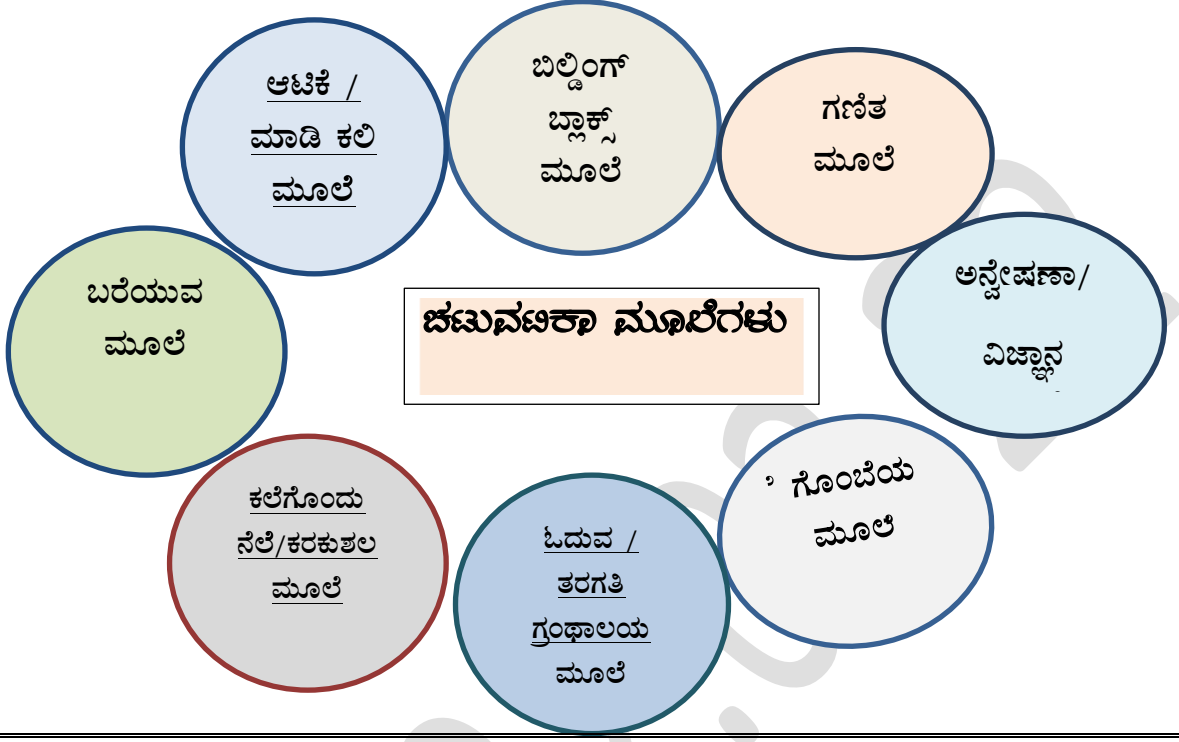 ಆಟಿಕೆ /
ಮಾಡಿ ಕಲಿ
ಮೂಲೆ
ಬಿಲ್ಡಿಂಗ್
ಬ್ಲಾಕ್ಸ್
ಮೂಲೆ
ಗಣಿತ
ಮೂಲೆ
ಬರೆಯುವ
ಮೂಲೆ
ಚಟುವಟಿಕಾ ಮೂಲೆಗಳು
ಅನ್ವೇಷಣಾ/
ವಿಜ್ಞಾನ
ಕಲೆಗೊಂದು
ನೆಲೆ/ಕರಕುಶಲ
ಮೂಲೆ
ಓದುವ /
ತರಗತಿ
ಗ್ರಂಥಾಲಯ
ಮೂಲೆ
ಗೊಂಬೆಯ
ಮೂಲೆ